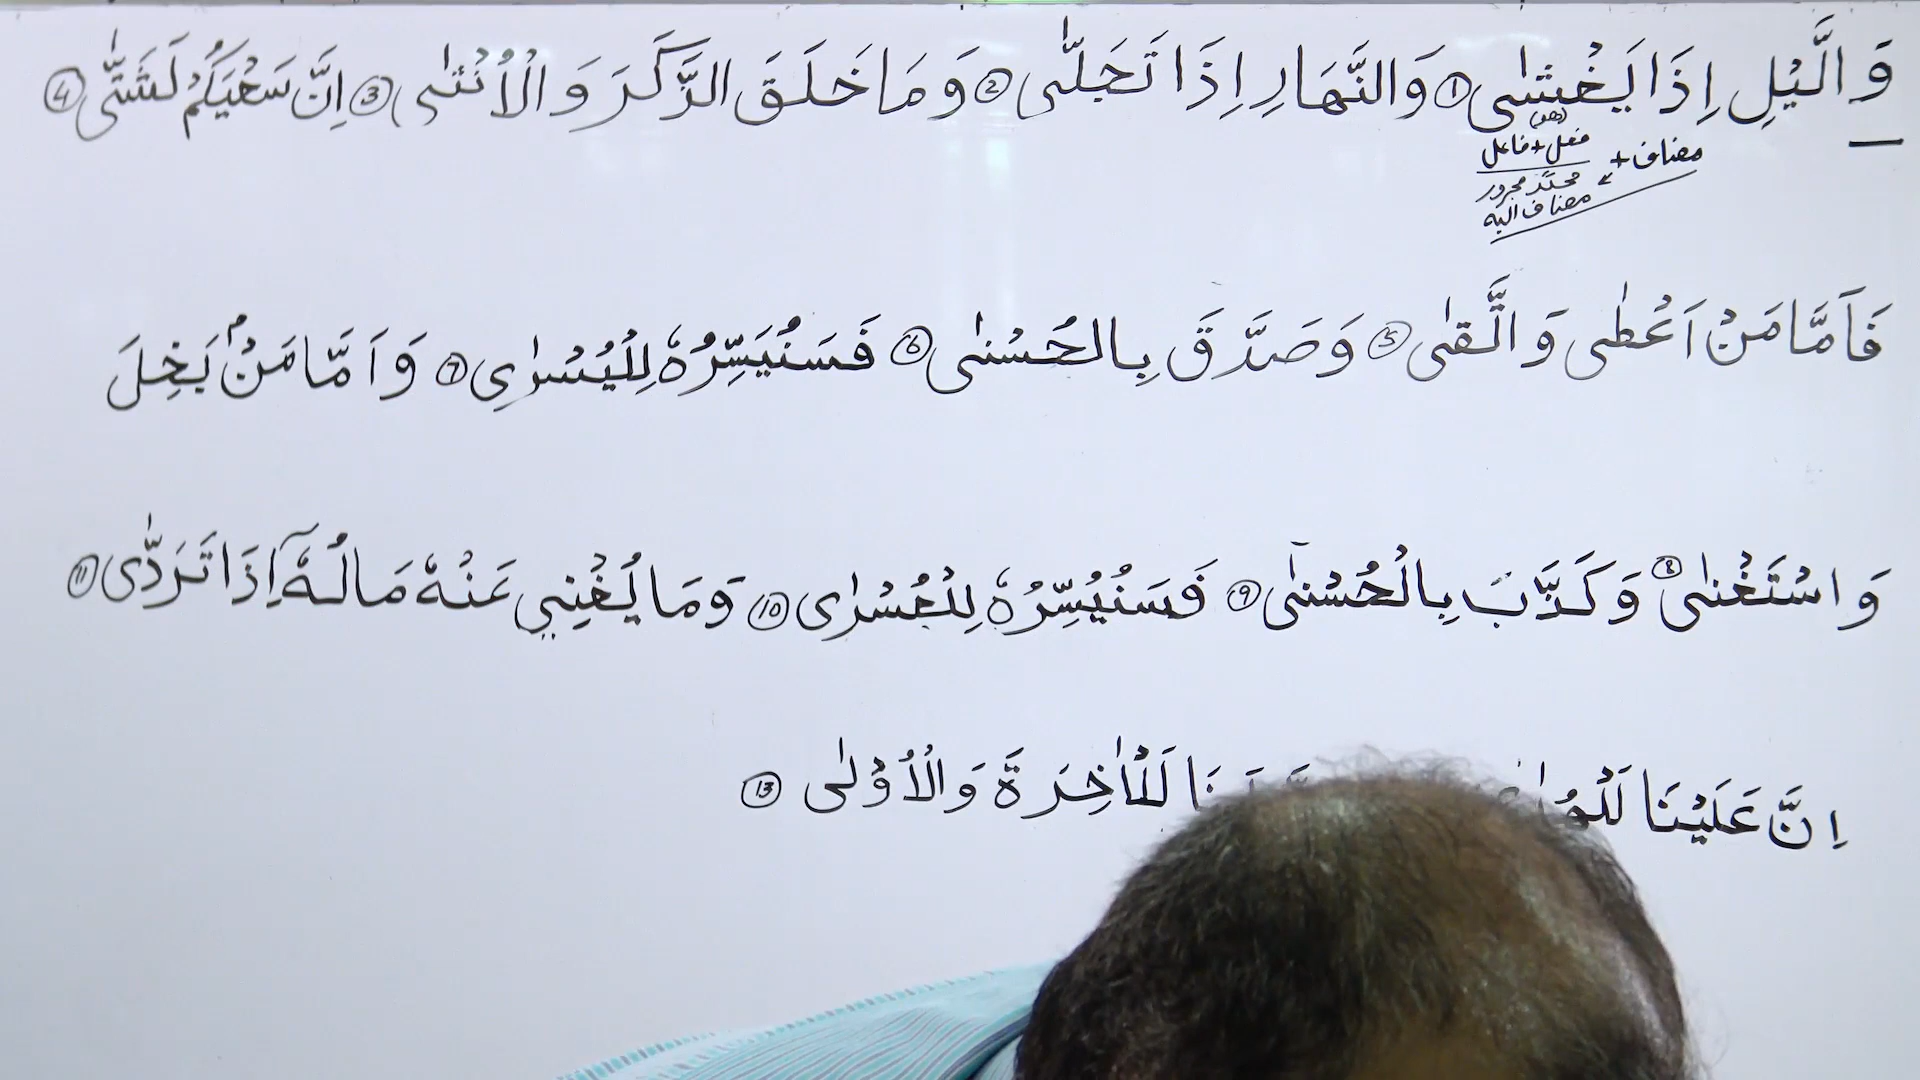 وَ الَّيْلِ اِذَا يَغْشٰى ① وَالنَّهَارِ اِذَا تَجَلّٰى ② وَ مَا خَلَقَ الذَّكَرَ وَ الْاُنْثٰى ③ اِنَّ سَعْيَكُمْ لَشَتّٰى ④
(هو)
فعل + فاعل
مضاف +
محلّاً مجرور
مضاف اليه
فَاَمَّا مَنْ اَعْطٰى وَ اتَّقٰى ⑤ وَ صَدَّقَ بِالْحُسْنٰى ⑥ فَسَنُيَسِّرُهٗ لِلْيُسْرٰى ⑦ وَ اَمَّا مَنْۢ بَخِلَ
وَ اسْتَغْنٰى ⑧ وَ كَذَّبَ بِالْحُسْنٰى ⑨ فَسَنُيَسِّرُهٗ لِلْعُسْرٰى ⑩ وَ مَا يُغْنِي عَنْهُ مَالُهٗٓ اِذَا تَرَدّٰى ⑪
اِنَّ عَلَيْنَا لَلْاٰخِرَةَ وَالْاُوْلٰى ⑬